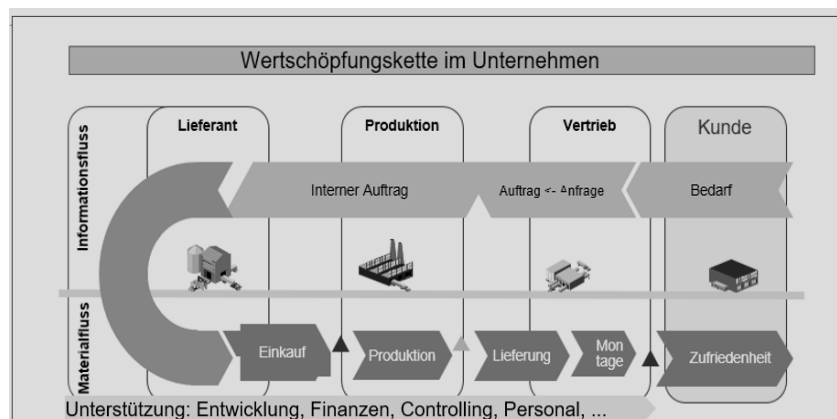 Wertschöpfungskette im Unternehmen
Lieferant
Produktion
Vertrieb
Kunde
Informationsfluss
Interner Auftrag
Auftrag <- Anfrage
Bedarf
Materialfluss
Einkauf
Produktion
Lieferung
Mon
tage
Zufriedenheit
Unterstützung: Entwicklung, Finanzen, Controlling, Personal, ...